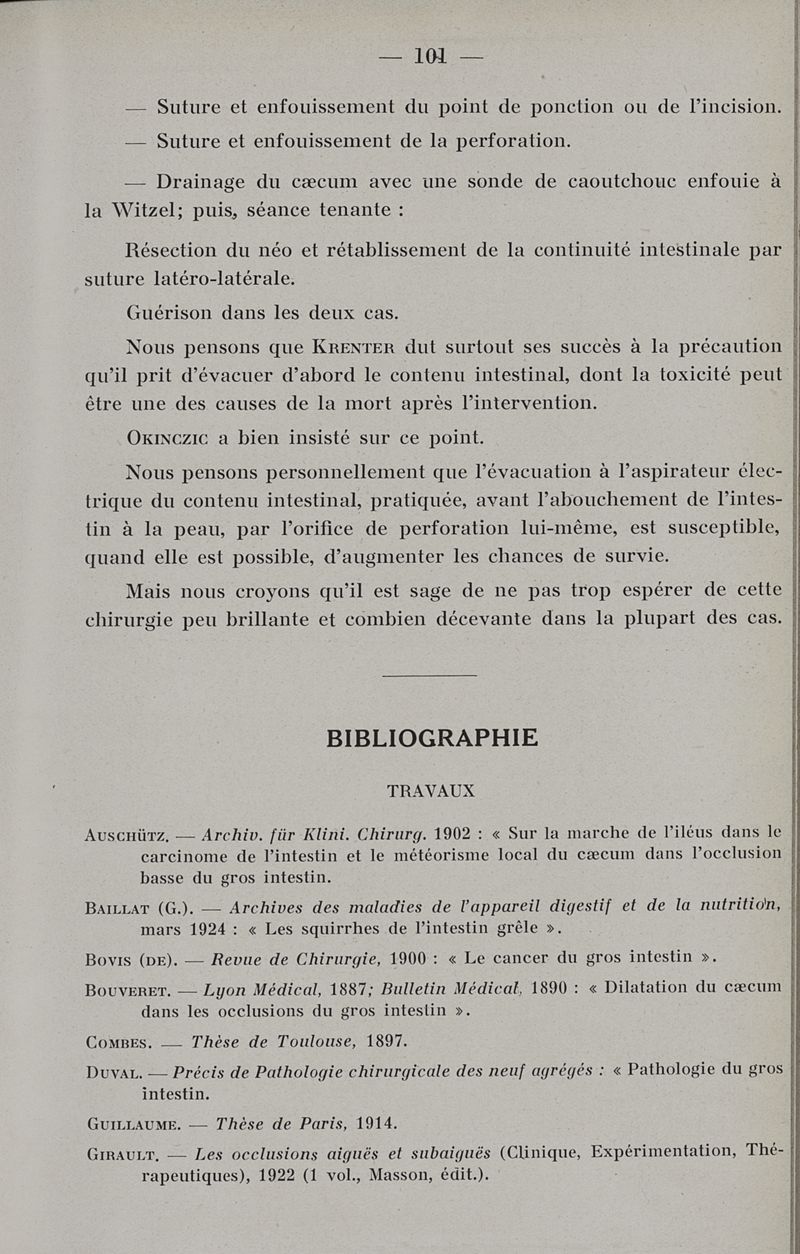 — 101 —
— Suture et enfouissement du point de ponction ou de l'incision.
— Suture et enfouissement de la perforation.
— Drainage du cæcum avec une sonde de caoutchouc enfouie à
la Witzel; puis, séance tenante :
Résection du néo et rétablissement de la continuité intestinale par
suture latéro-latérale.
Guérison dans les deux cas.
Nous pensons que KRENTER dut surtout ses succès à la précaution
qu'il prit d'évacuer d'abord le contenu intestinal, dont la toxicité peut
être une des causes de la mort après l'intervention.
OKINCZIC a bien insisté sur ce point.
Nous pensons personnellement que l'évacuation à l'aspirateur élec-
trique du contenu intestinal, pratiquée, avant l'abouchement de l'intes-
tin à la peau, par l'orifice de perforation lui-même, est susceptible,
quand elle est possible, d'augmenter les chances de survie.
Mais nous croyons qu'il est sage de ne pas trop espérer de cette
chirurgie peu brillante et combien décevante dans la plupart des cas.
BIBLIOGRAPHIE
TRAVAUX
AUSCHÜTZ. — Archiv. für Klini. Chirurg. 1902 : « Sur la marche de l'iléus dans le
carcinome de l'intestin et le météorisme local du cæcum dans l'occlusion
basse du gros intestin.
BAILLAT (G.). — Archives des maladies de l'appareil digestif et de la nutrition,
mars 1924 : « Les squirrhes de l'intestin grêle ».
BOVIS (DE). — Revue de Chirurgie, 1900 : « Le cancer du gros intestin ».
BOUVERET. — Lyon Médical, 1887; Bulletin Médical, 1890 : « Dilatation du cæcum
dans les occlusions du gros intestin ».
COMBES. — Thèse de Toulouse, 1897.
DUVAL. — Précis de Pathologie chirurgicale des neuf agrégés : « Pathologie du gros
intestin.
GUILLAUME. — Thèse de Paris, 1914.
GIRAULT. — Les occlusions aiguës et subaiguës (Clinique, Expérimentation, Thé-
rapeutiques), 1922 (1 vol., Masson, édit.).